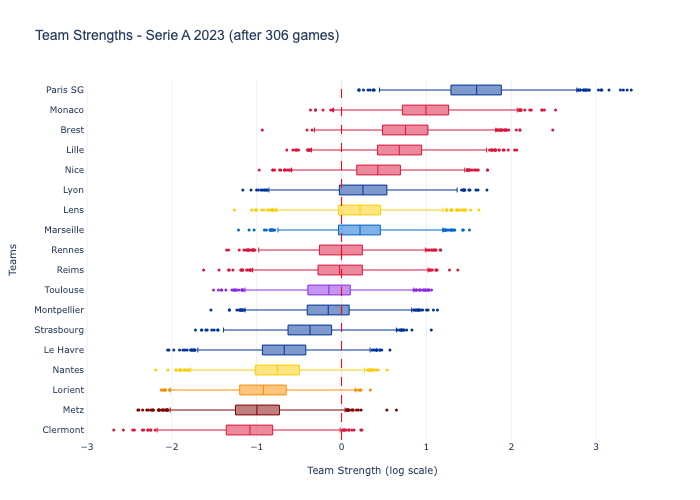 Team Strengths - Serie A 2023 (after 306 games)
Paris SG
Monaco
Brest
Lille
Nice
Lyon
Lens
Marseille
Rennes
Reims
Toulouse
Montpellier
Strasbourg
Le Havre
Nantes
Lorient
Metz
Clermont
Teams
−3 −2 −1 0 1 2 3
Team Strength (log scale)